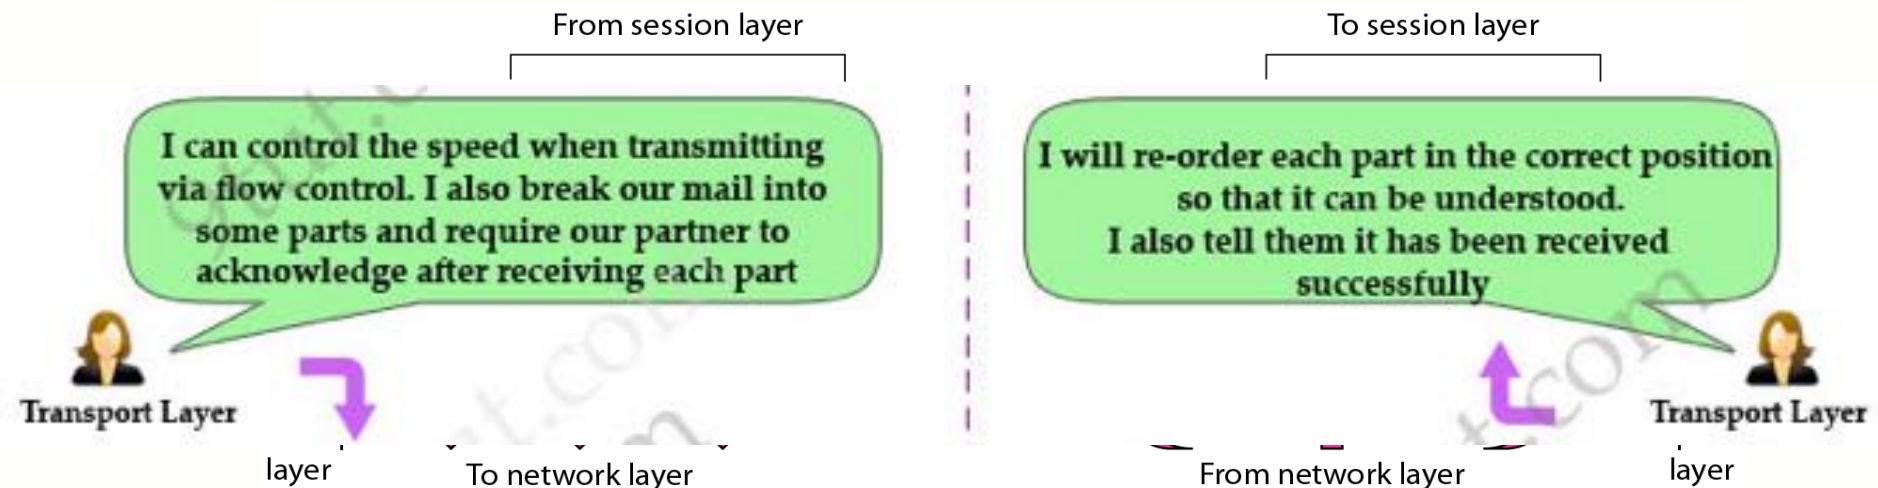 From session layer
To session layer
I can control the speed when transmitting
via flow control. I also break our mail into
some parts and require our partner to
acknowledge after receiving each part
I will re-order each part in the correct position
so that it can be understood.
I also tell them it has been received
successfully
Transport Layer
Transport Layer
layer
To network layer
From network layer
layer